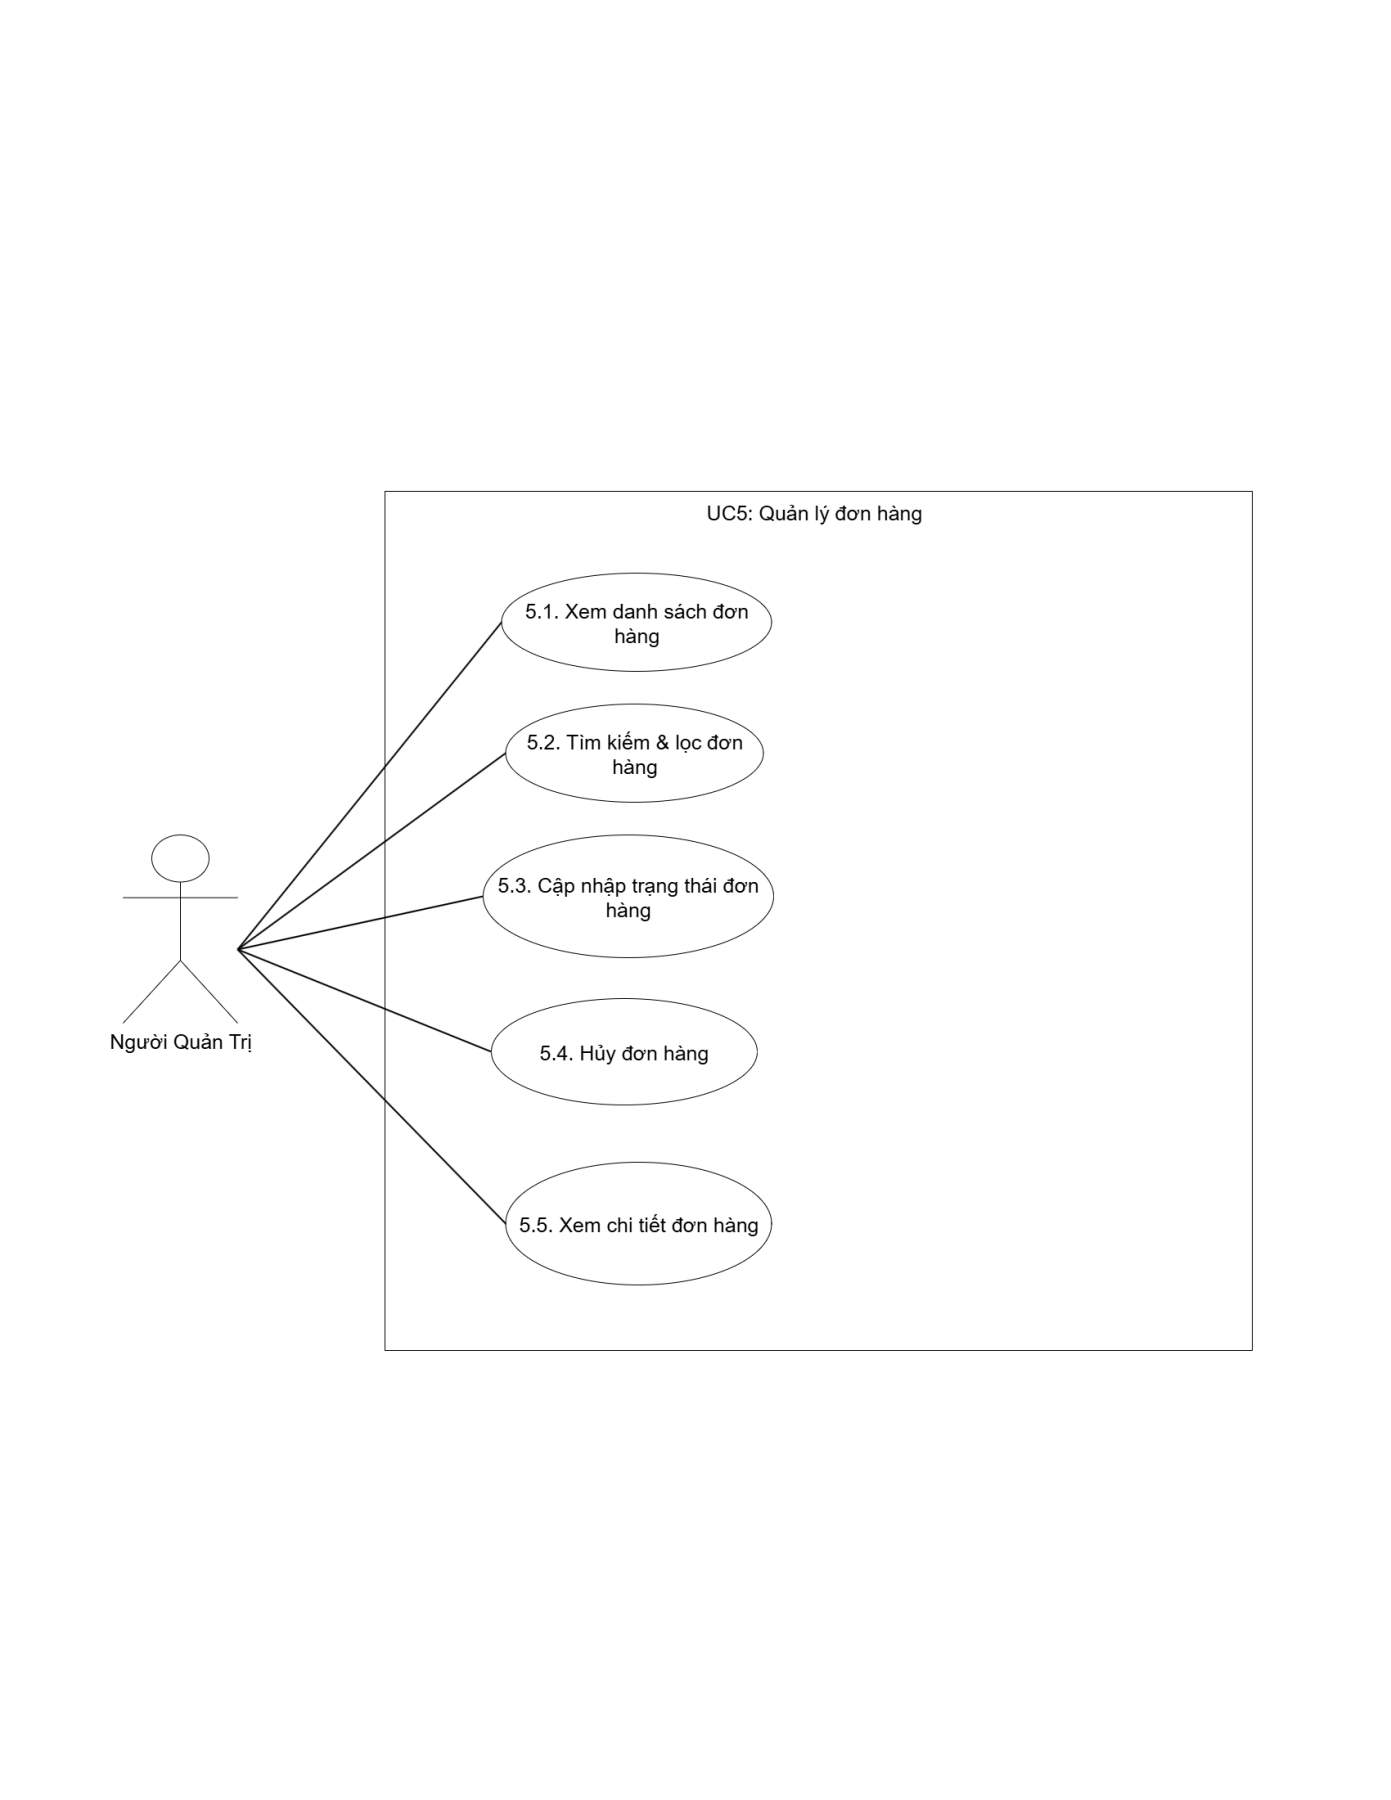 UC5: Quản lý đơn hàng
5.1. Xem danh sách đơn
hàng
5.2. Tìm kiếm & lọc đơn
hàng
5.3. Cập nhập trạng thái đơn
hàng
5.4. Hủy đơn hàng
5.5. Xem chi tiết đơn hàng
Người Quản Trị